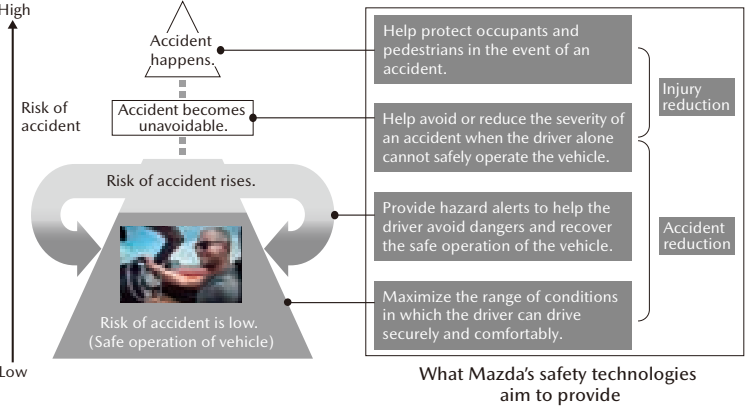 High
Risk of
accident
Low
Accident
happens.
Accident becomes
unavoidable.
Risk of accident rises.
Risk of accident is low.
(Safe operation of vehicle)
Help protect occupants and
pedestrians in the event of an
accident.
Help avoid or reduce the severity of
an accident when the driver alone
cannot safely operate the vehicle.
Provide hazard alerts to help the
driver avoid dangers and recover
the safe operation of the vehicle.
Maximize the range of conditions
in which the driver can drive
securely and comfortably.
Injury
reduction
Accident
reduction
What Mazda’s safety technologies
aim to provide